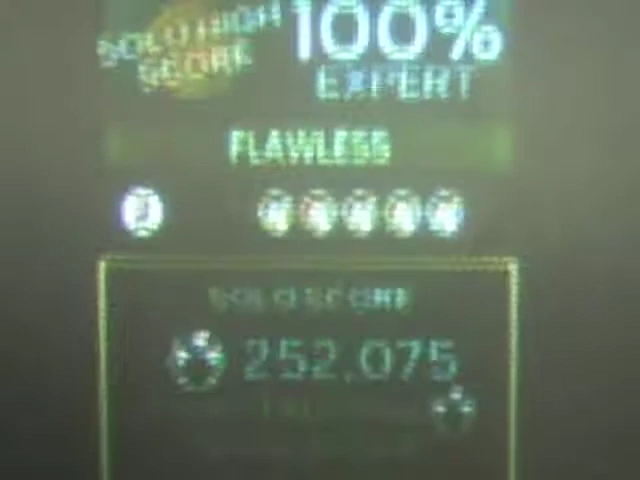 SOLO HIGH
SCORE
100%
EXPERT
FLAWLESS
SOLO SCORE
252,075